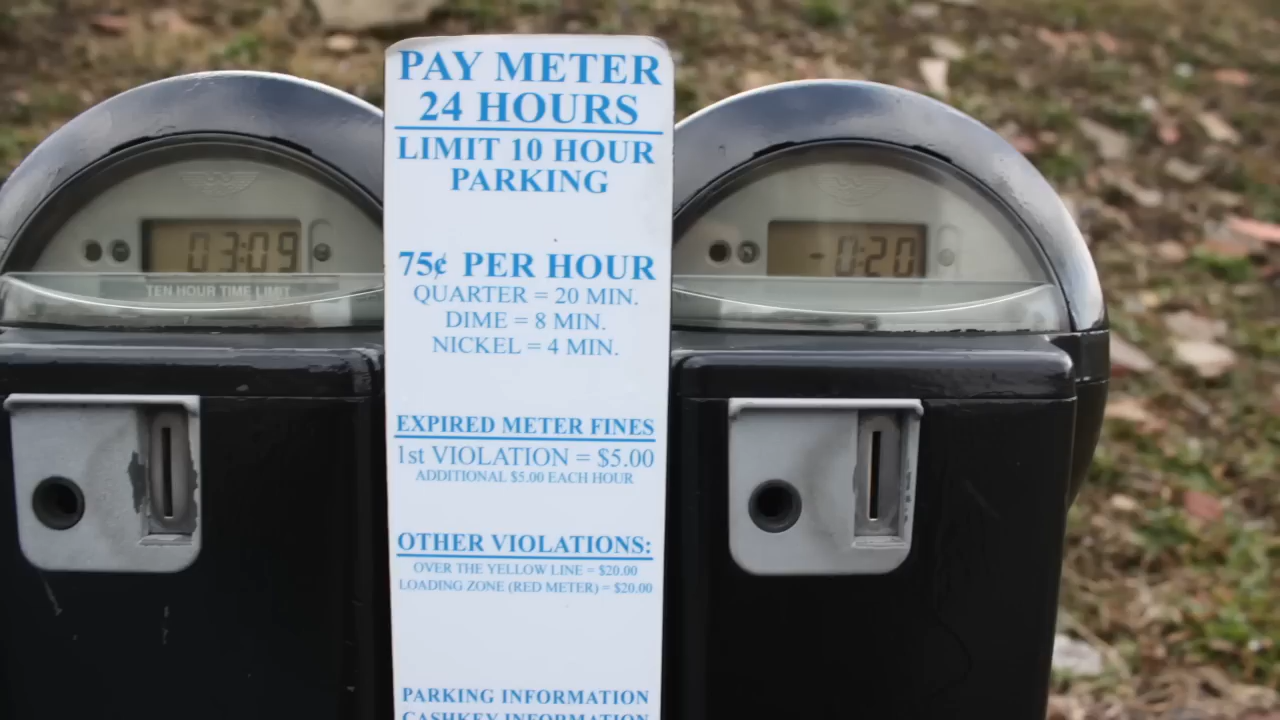 PAY METER
24 HOURS
LIMIT 10 HOUR
PARKING
03:09
-0:20
TEN HOUR TIME LIMIT
75¢ PER HOUR
QUARTER = 20 MIN.
DIME = 8 MIN.
NICKEL = 4 MIN.
EXPIRED METER FINES
1st VIOLATION = $5.00
ADDITIONAL $5.00 EACH HOUR
OTHER VIOLATIONS:
OVER THE YELLOW LINE = $20.00
LOADING ZONE (RED METER) = $20.00
PARKING INFORMATION
CASHKEY INFORMATION